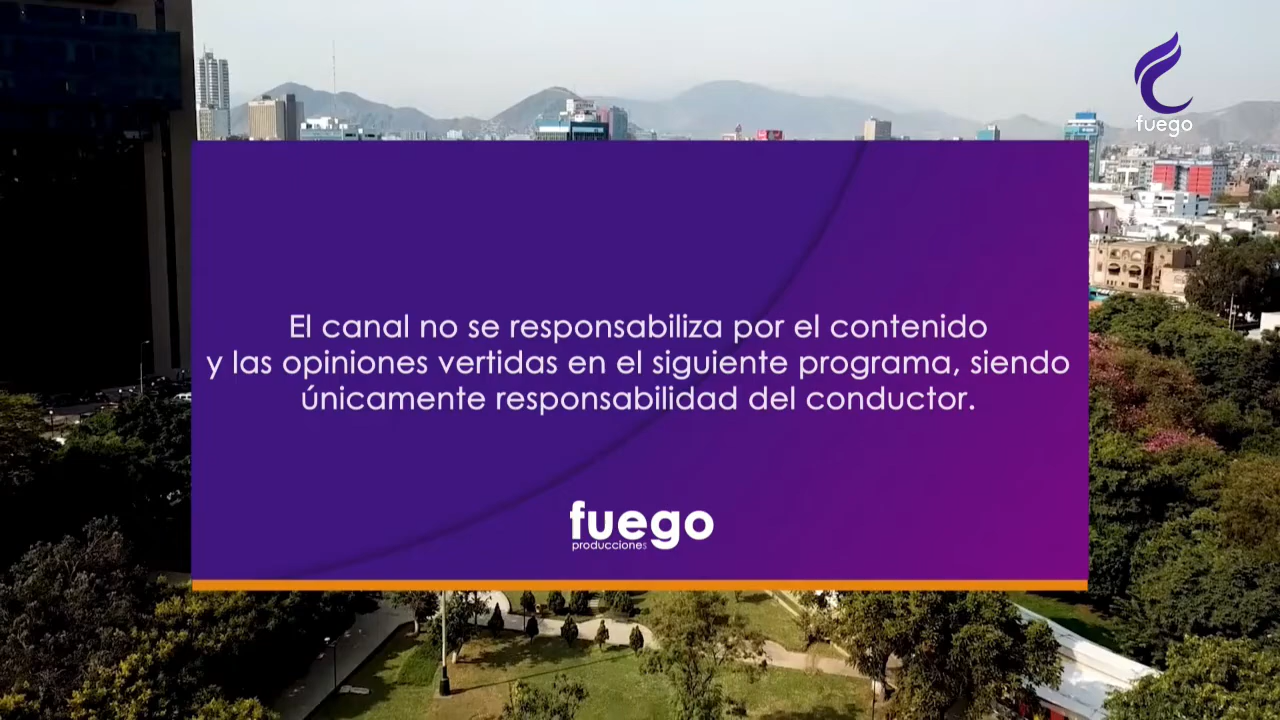 fuego
El canal no se responsabiliza por el contenido
y las opiniones vertidas en el siguiente programa, siendo
únicamente responsabilidad del conductor.
fuego
producciones